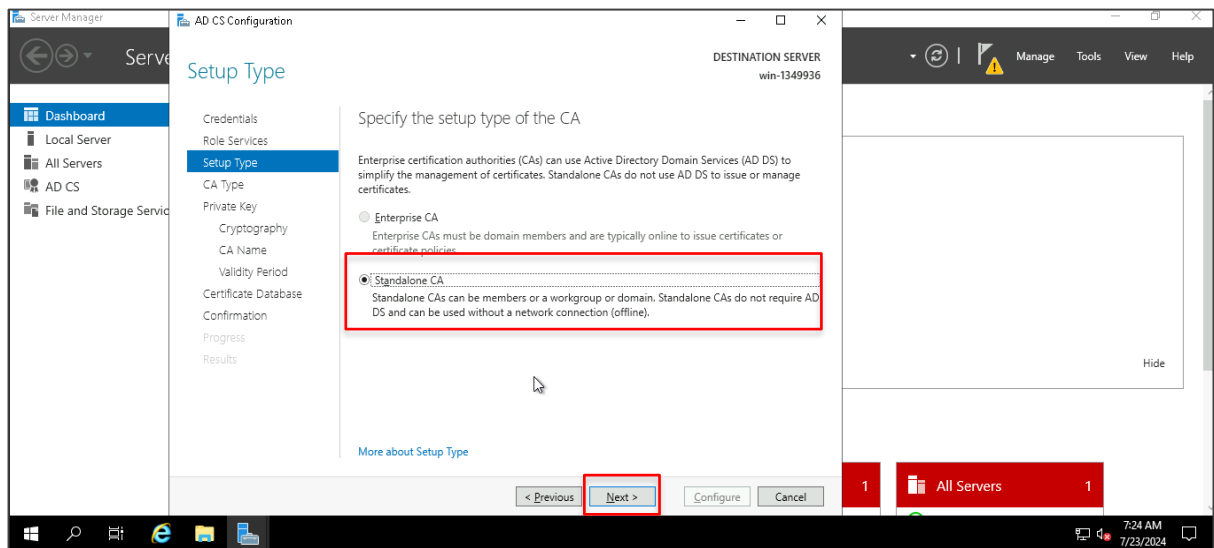 Server Manager
Serve
Manage Tools View Help
Dashboard
Local Server
All Servers
AD CS
File and Storage Servic
AD CS Configuration
Setup Type
DESTINATION SERVER
win-1349936
Credentials
Role Services
Setup Type
CA Type
Private Key
Cryptography
CA Name
Validity Period
Certificate Database
Confirmation
Progress
Results
Specify the setup type of the CA
Enterprise certification authorities (CAs) can use Active Directory Domain Services (AD DS) to
simplify the management of certificates. Standalone CAs do not use AD DS to issue or manage
certificates.
Enterprise CA
Enterprise CAs must be domain members and are typically online to issue certificates or
certificate policies.
Standalone CA
Standalone CAs can be members or a workgroup or domain. Standalone CAs do not require AD
DS and can be used without a network connection (offline).
More about Setup Type
< Previous Next > Configure Cancel
Hide
1
All Servers 1
7:24 AM
7/23/2024